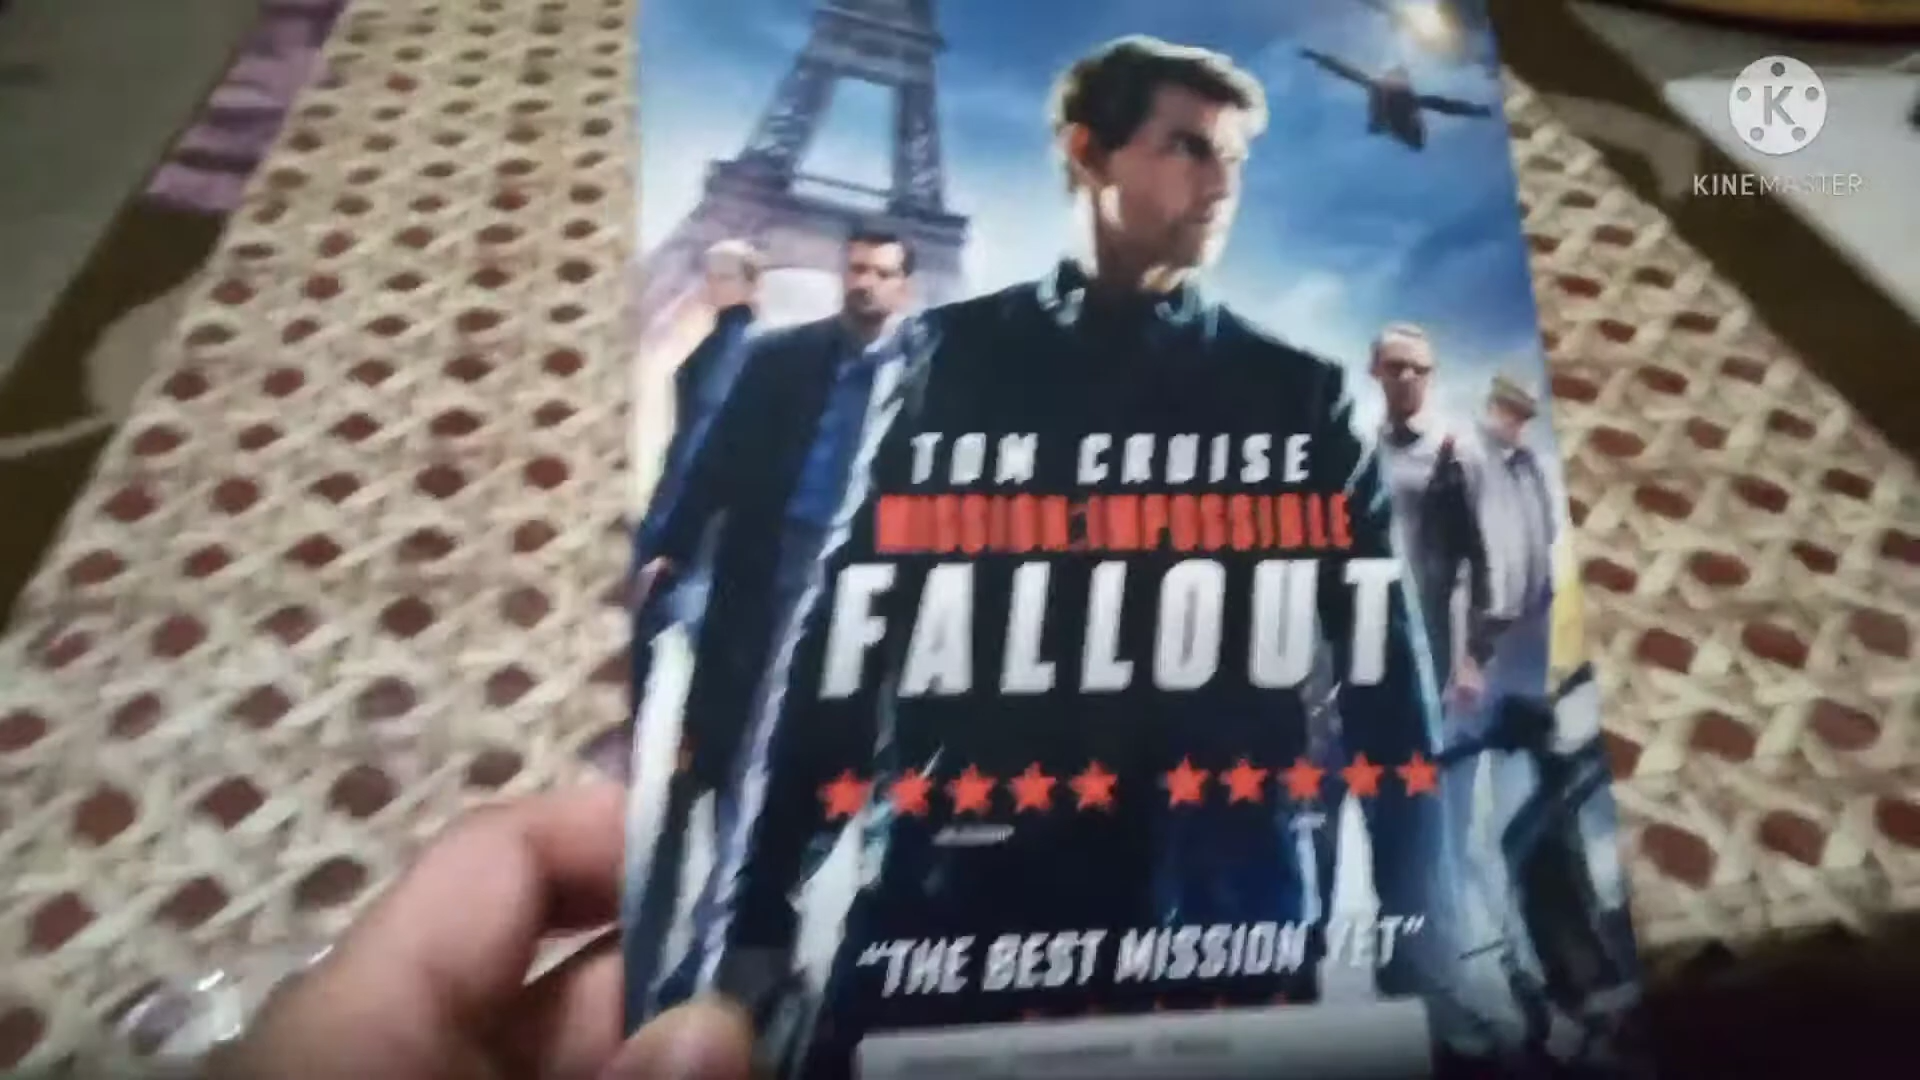 K
KINEMASTER
TOM CRUISE
MISSION:IMPOSSIBLE
FALLOUT
“THE BEST MISSION YET”